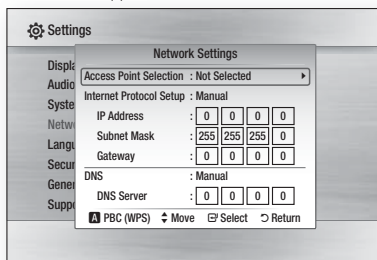 Settings
Network Settings
Displa
Audio
Syste
Netw
Langu
Secur
Gener
Suppo
Access Point Selection : Not Selected
Internet Protocol Setup : Manual
IP Address : 0 0 0 0
Subnet Mask : 255 255 255 0
Gateway : 0 0 0 0
DNS : Manual
DNS Server : 0 0 0 0
A PBC (WPS) Move Select Return